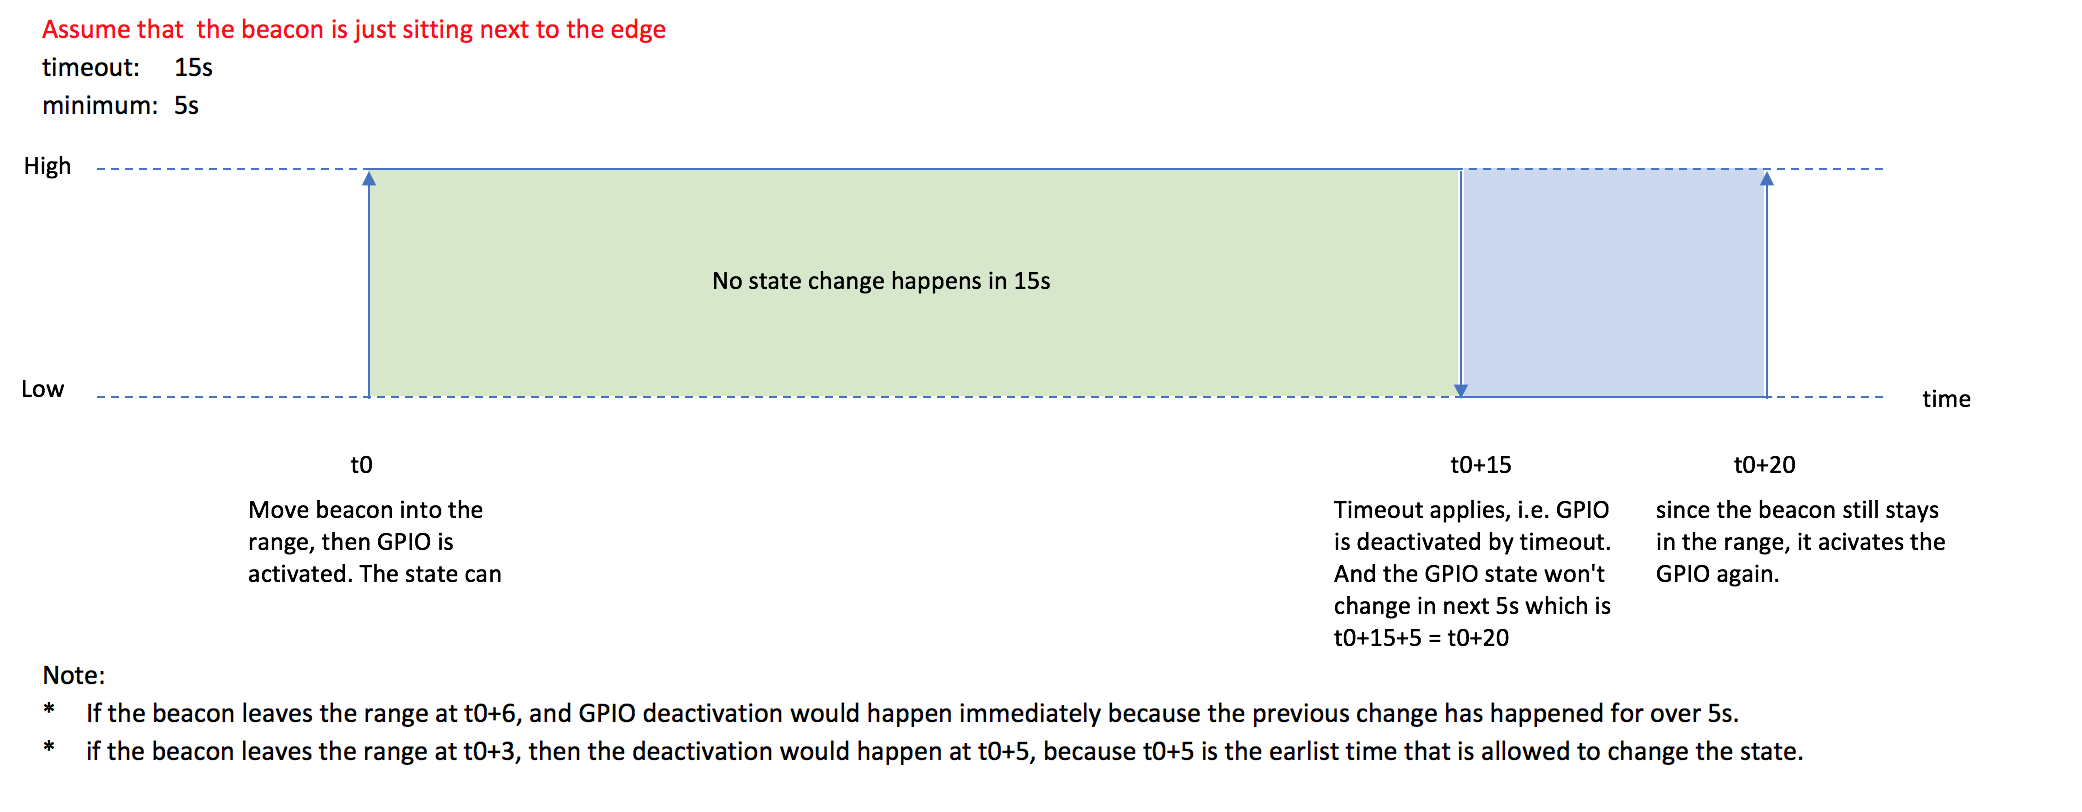 Assume that  the beacon is just sitting next to the edge
timeout: 15s
minimum: 5s
High
No state change happens in 15s
Low
time
t0
t0+15
t0+20
Move beacon into the
range, then GPIO is
activated. The state can
Timeout applies, i.e. GPIO
is deactivated by timeout.
And the GPIO state won't
change in next 5s which is
t0+15+5 = t0+20
since the beacon still stays
in the range, it acivates the
GPIO again.
Note:
* If the beacon leaves the range at t0+6, and GPIO deactivation would happen immediately because the previous change has happened for over 5s.
* if the beacon leaves the range at t0+3, then the deactivation would happen at t0+5, because t0+5 is the earlist time that is allowed to change the state.